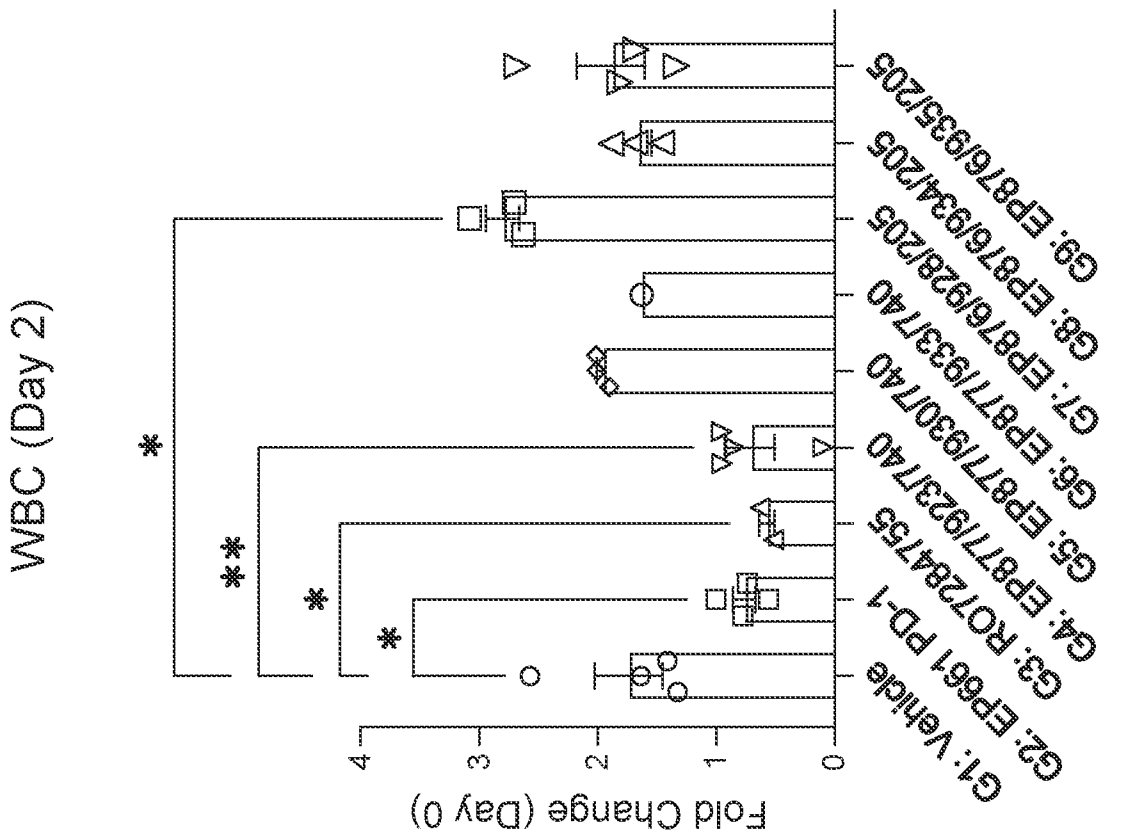 WBC (Day 2)
*
**
*
*
Fold Change (Day 0)
4
3
2
1
0
G1: Vehicle
G2: EP661 PD-1
G3: RO7284755
G4: EP877/923/740
G5: EP877/930/740
G6: EP877/933/740
G7: EP876/928/205
G8: EP876/934/205
G9: EP876/935/205